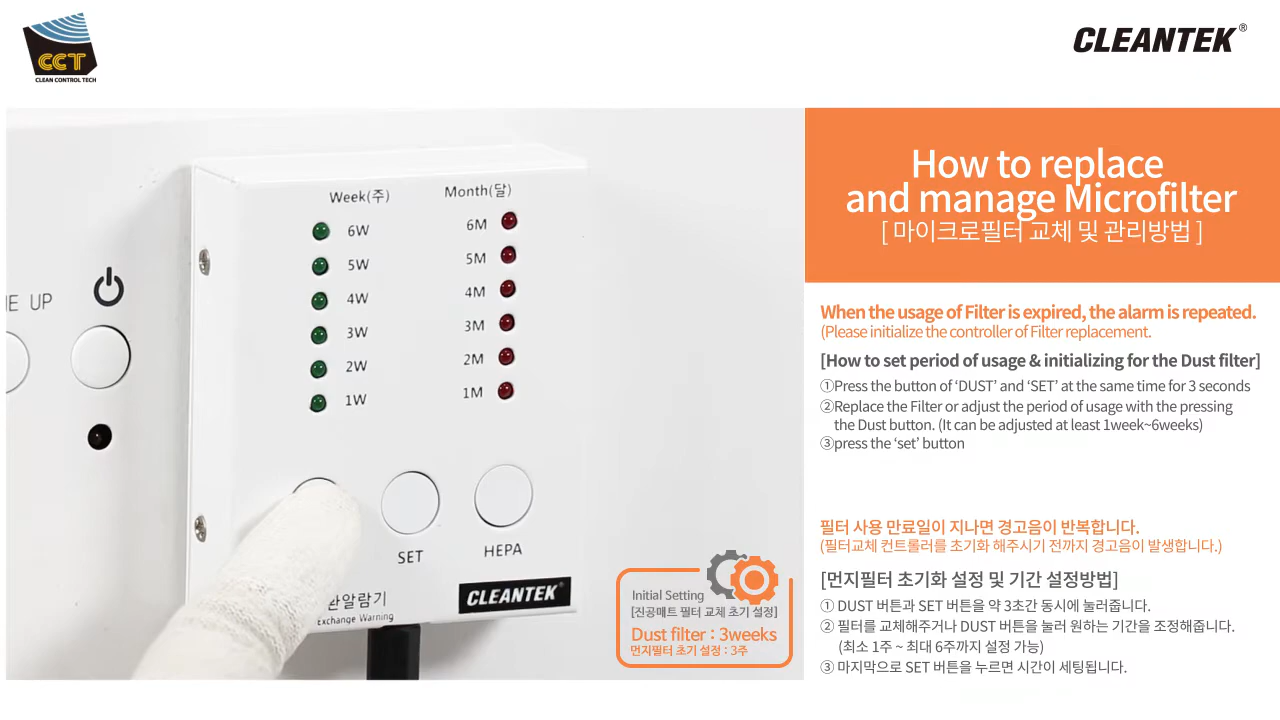 CCT
CLEAN CONTROL TECH
CLEANTEK®
How to replace
and manage Microfilter
[ 마이크로필터 교체 및 관리방법 ]
Week(주)
Month(달)
6W
6M
5W
5M
4W
4M
3W
3M
2W
2M
1W
1M
UP
SET
HEPA
CLEANTEK®
환알람기
Exchange Warning
Initial Setting
[진공매트 필터 교체 초기 설정]
Dust filter : 3weeks
먼지필터 초기 설정 : 3주
When the usage of Filter is expired, the alarm is repeated.
(Please initialize the controller of Filter replacement.
[How to set period of usage & initializing for the Dust filter]
①Press the button of ‘DUST’ and ‘SET’ at the same time for 3 seconds
②Replace the Filter or adjust the period of usage with the pressing
the Dust button. (It can be adjusted at least 1week~6weeks)
③press the ‘set’ button
필터 사용 만료일이 지나면 경고음이 반복합니다.
(필터교체 컨트롤러를 초기화 해주시기 전까지 경고음이 발생합니다.)
[먼지필터 초기화 설정 및 기간 설정방법]
① DUST 버튼과 SET 버튼을 약 3초간 동시에 눌러줍니다.
② 필터를 교체해주거나 DUST 버튼을 눌러 원하는 기간을 조정해줍니다.
(최소 1주 ~ 최대 6주까지 설정 가능)
③ 마지막으로 SET 버튼을 누르면 시간이 세팅됩니다.